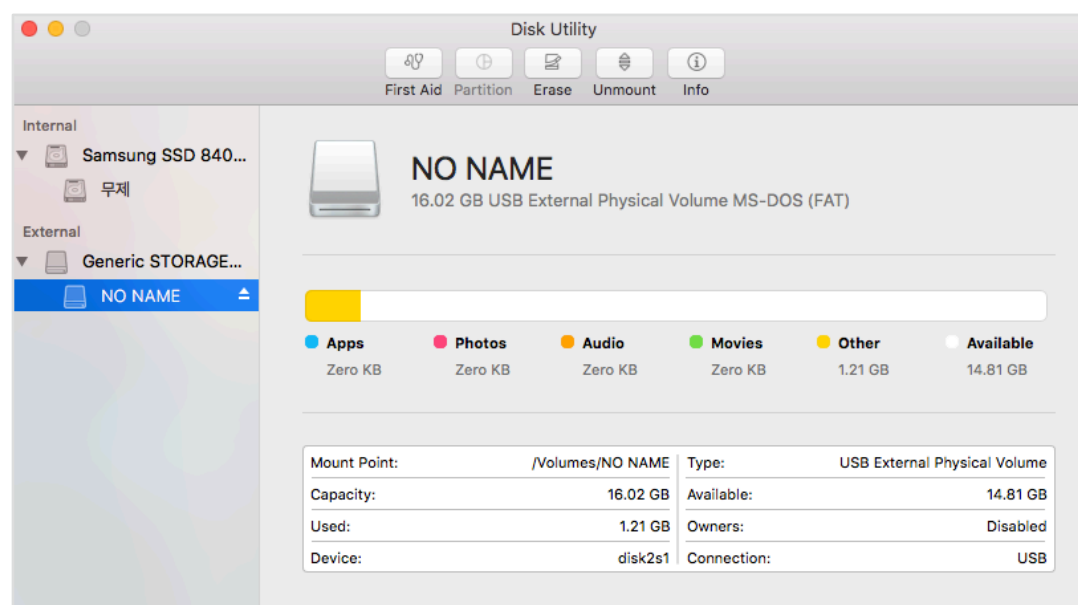 Disk Utility
First Aid Partition Erase Unmount Info
Internal
Samsung SSD 840...
무제
External
Generic STORAGE...
NO NAME
NO NAME
16.02 GB USB External Physical Volume MS-DOS (FAT)
Apps Photos Audio Movies Other Available
Zero KB Zero KB Zero KB Zero KB 1.21 GB 14.81 GB
Mount Point: /Volumes/NO NAME Type: USB External Physical Volume
Capacity: 16.02 GB Available: 14.81 GB
Used: 1.21 GB Owners: Disabled
Device: disk2s1 Connection: USB